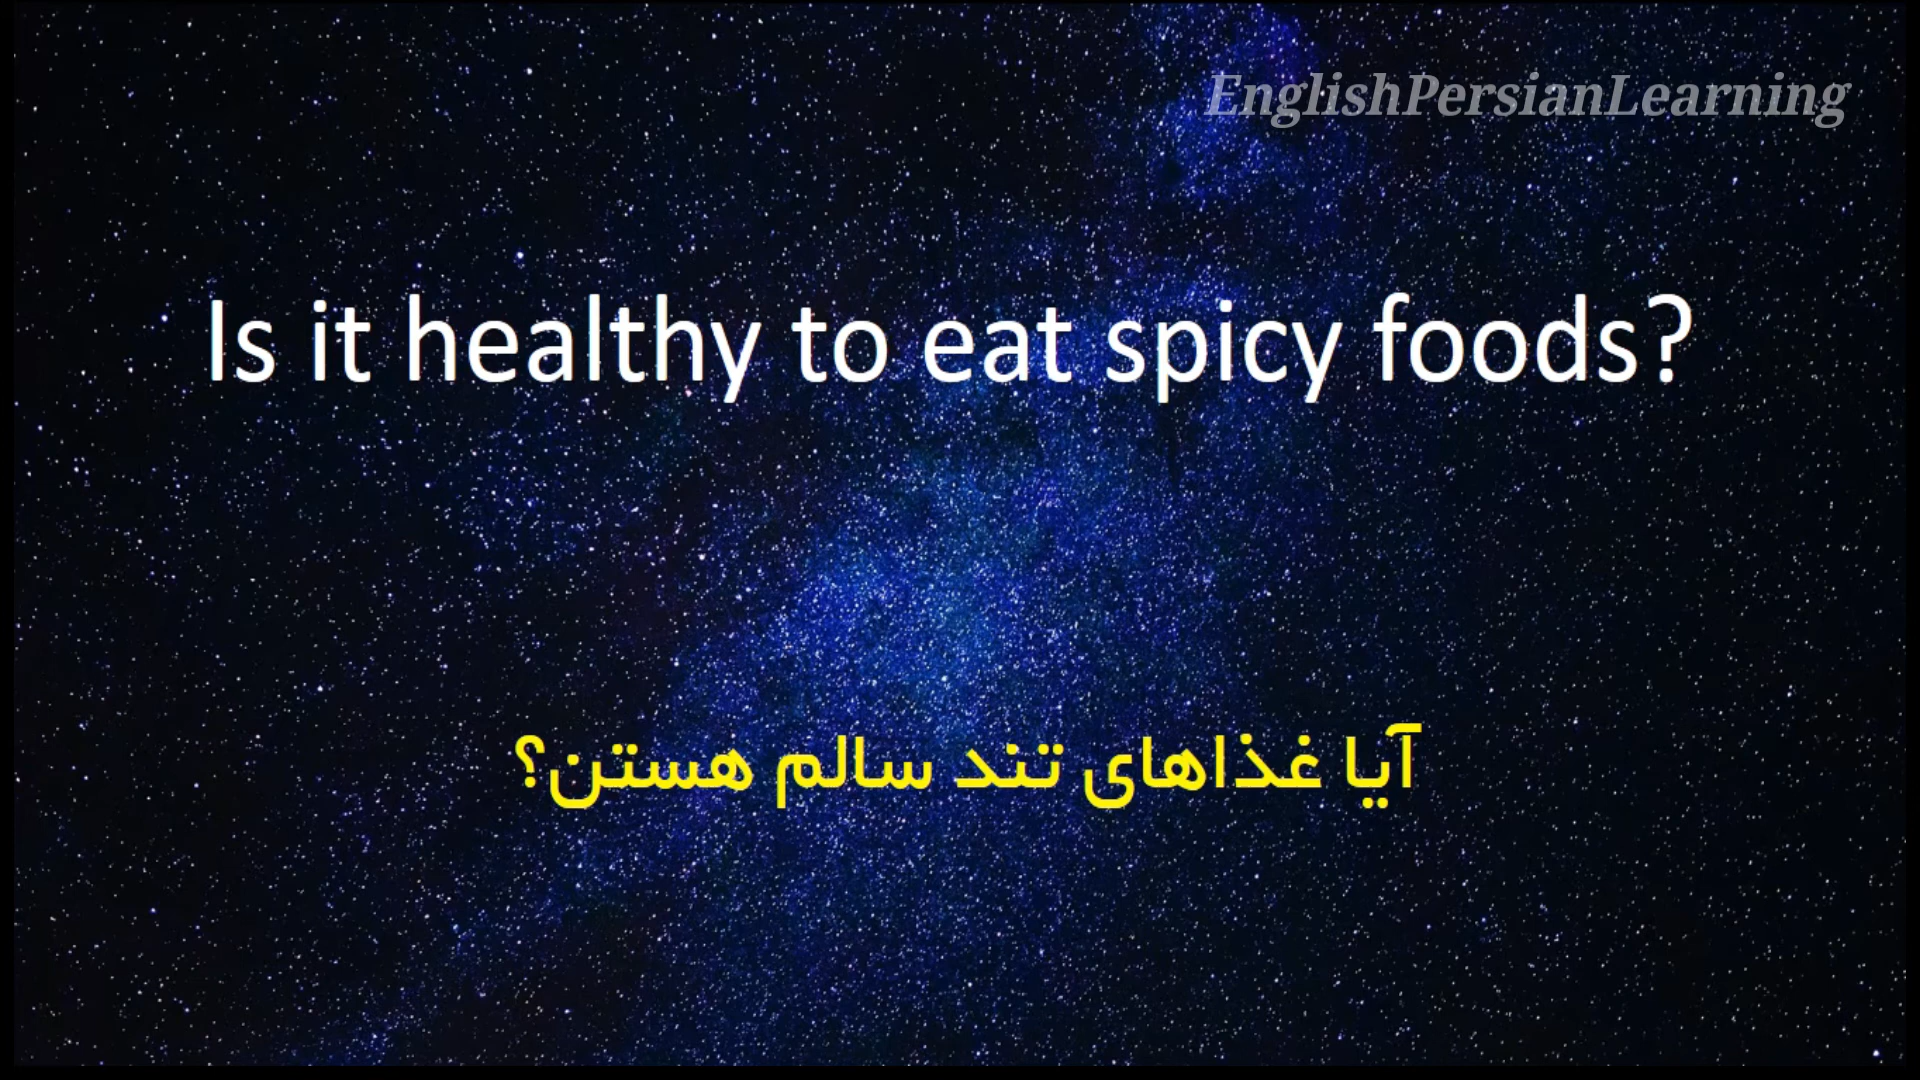 EnglishPersianLearning
Is it healthy to eat spicy foods?
آیا غذاهای تند سالم هستن؟